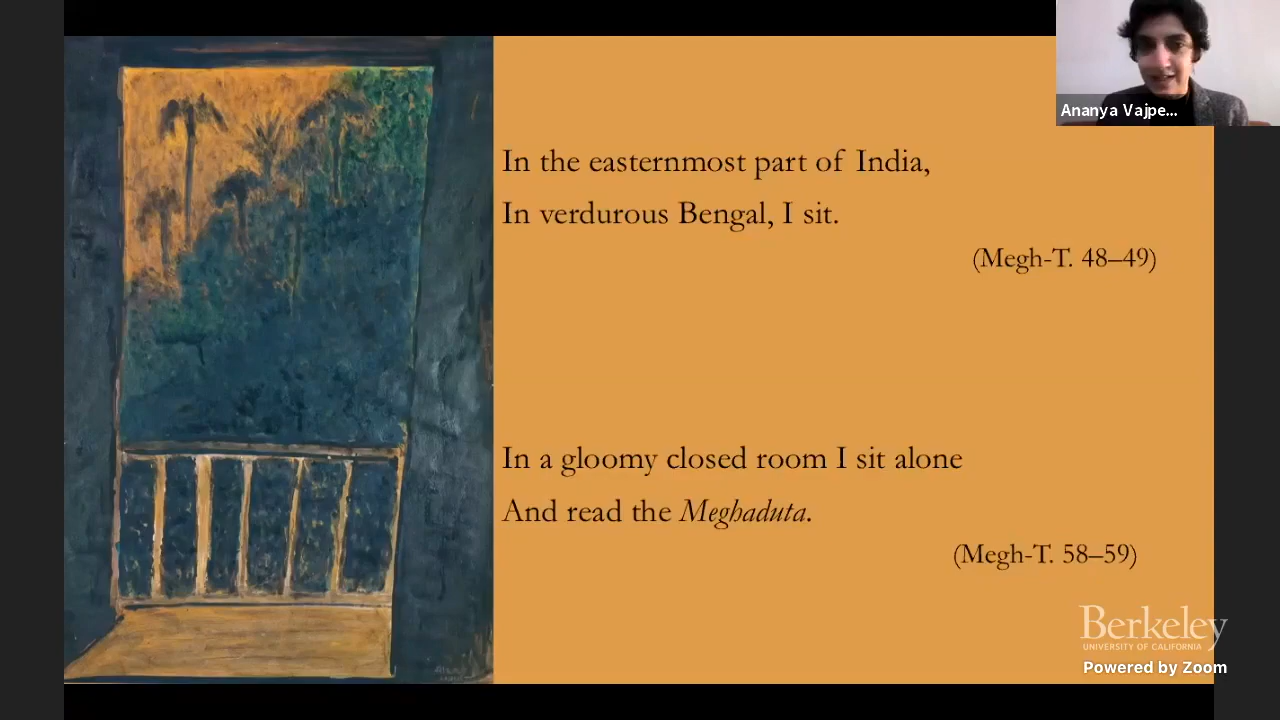 Ananya Vajpe...
In the easternmost part of India,
In verdurous Bengal, I sit.
(Megh-T. 48–49)
In a gloomy closed room I sit alone
And read the Meghaduta.
(Megh-T. 58–59)
Berkeley
UNIVERSITY OF CALIFORNIA
Powered by Zoom